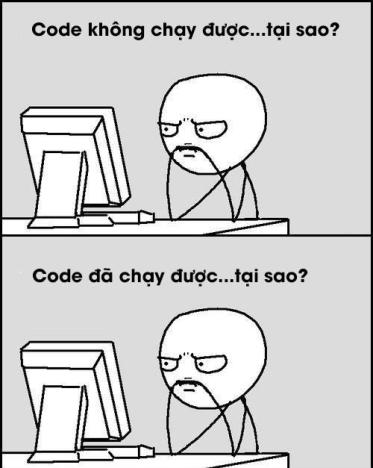 Code không chạy được...tại sao?
Code đã chạy được...tại sao?